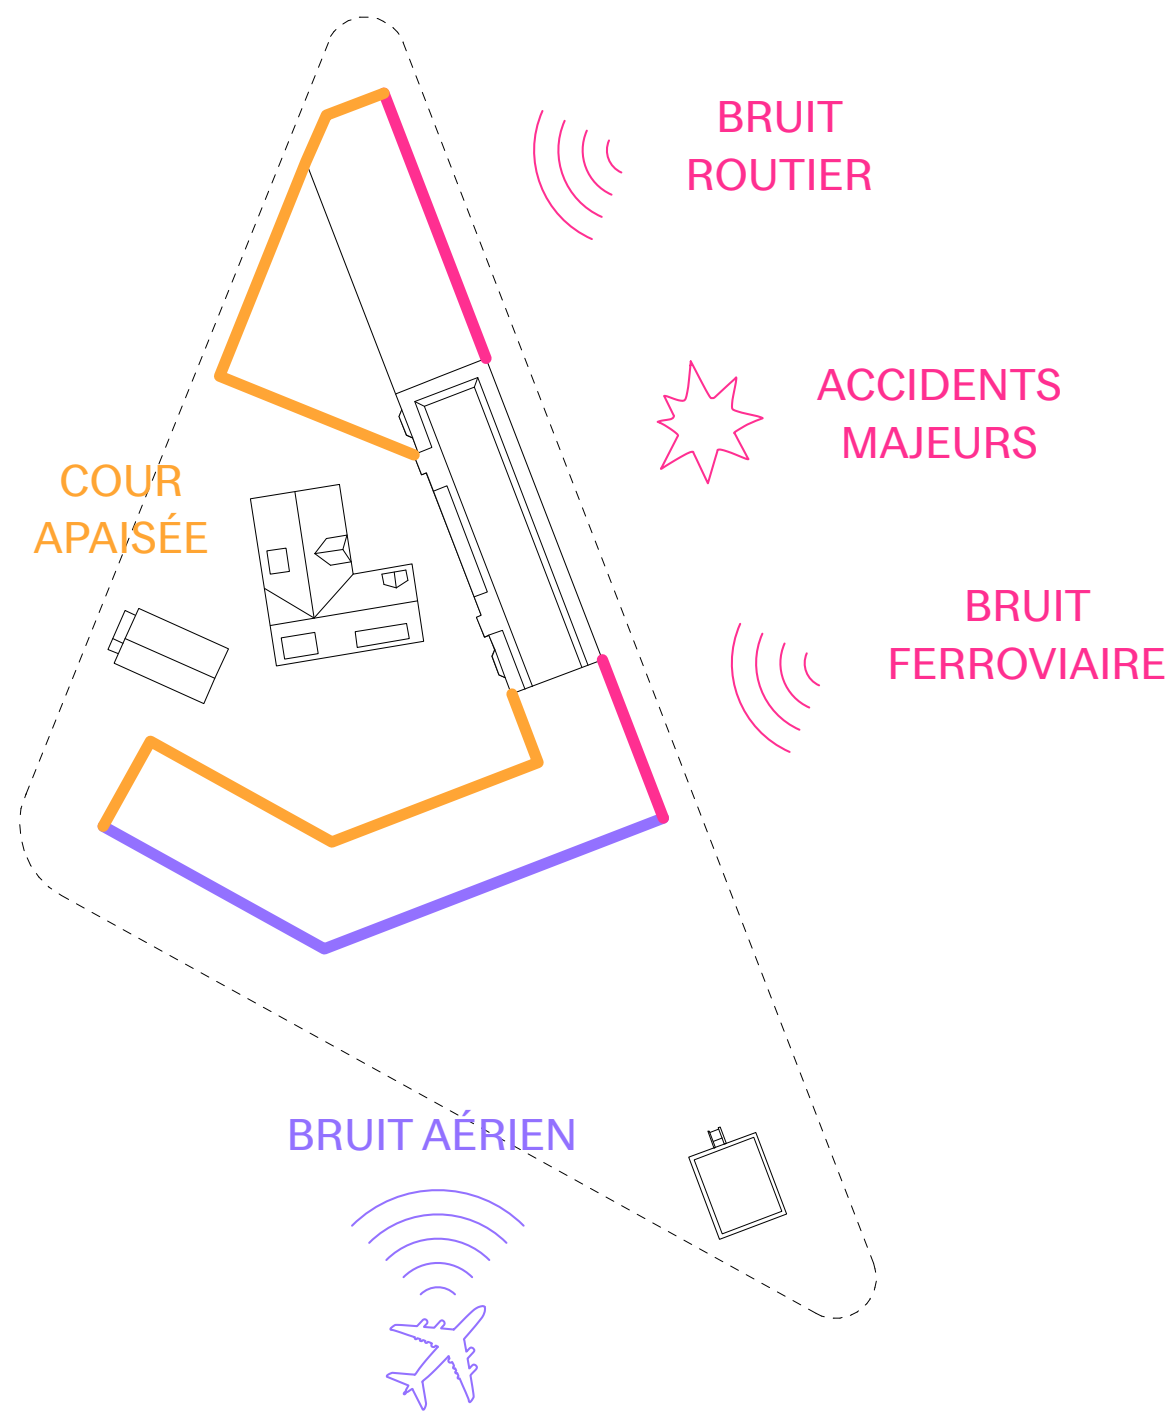 BRUIT
ROUTIER
ACCIDENTS
MAJEURS
COUR
APAISÉE
BRUIT
FERROVIAIRE
BRUIT AÉRIEN